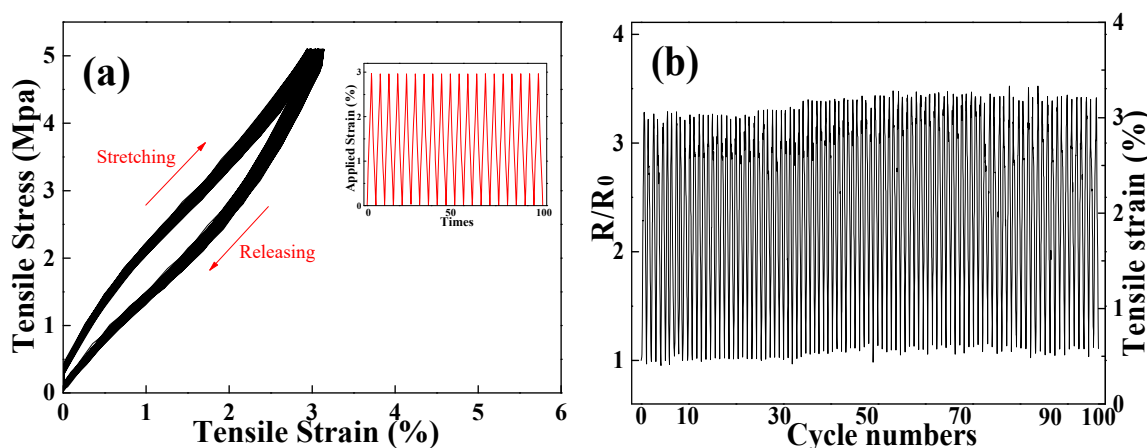 (a)
Tensile Stress (Mpa)
5
4
3
2
1
0
0 1 2 3 4 5 6
Tensile Strain (%)
Stretching
Releasing
Applied Strain (%)
3
2
1
0
0 50 100
Times
(b)
R/R0
4
3
2
1
0 10 30 40 50 70 90 100
Cycle numbers
Tensile strain (%)
4
3
2
1
0